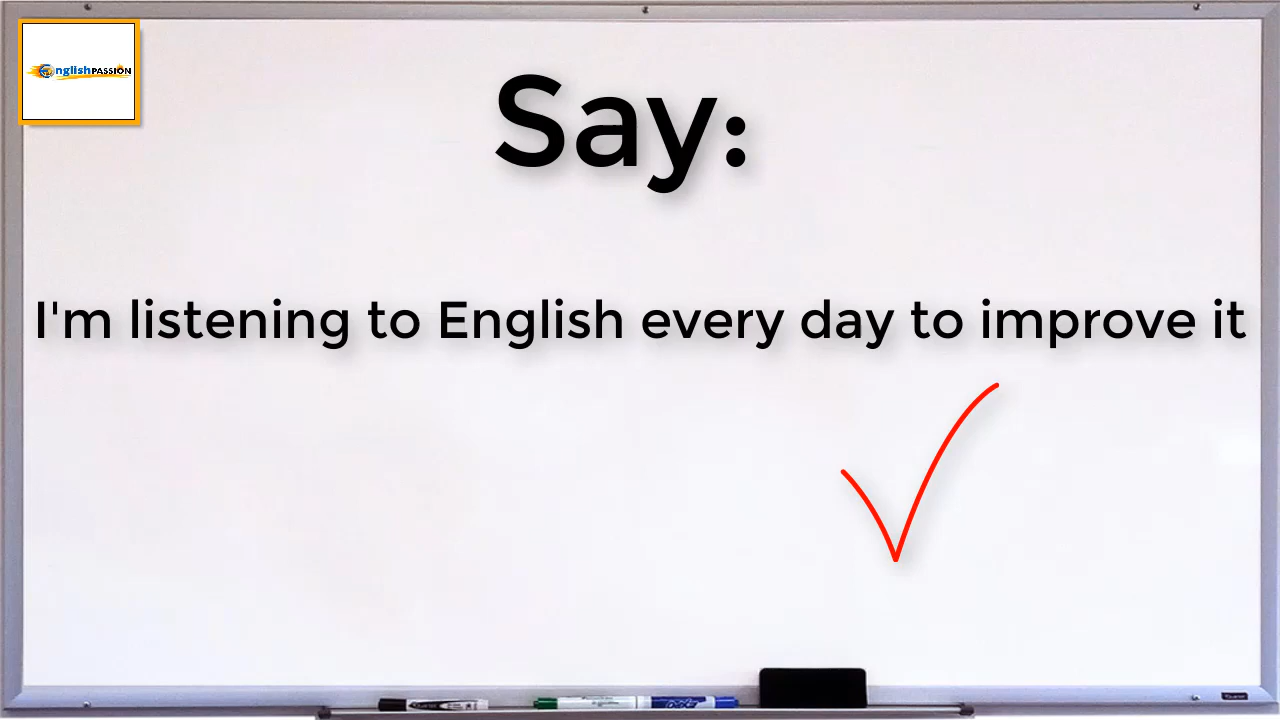 EnglishPASSION
Say:
I'm listening to English every day to improve it